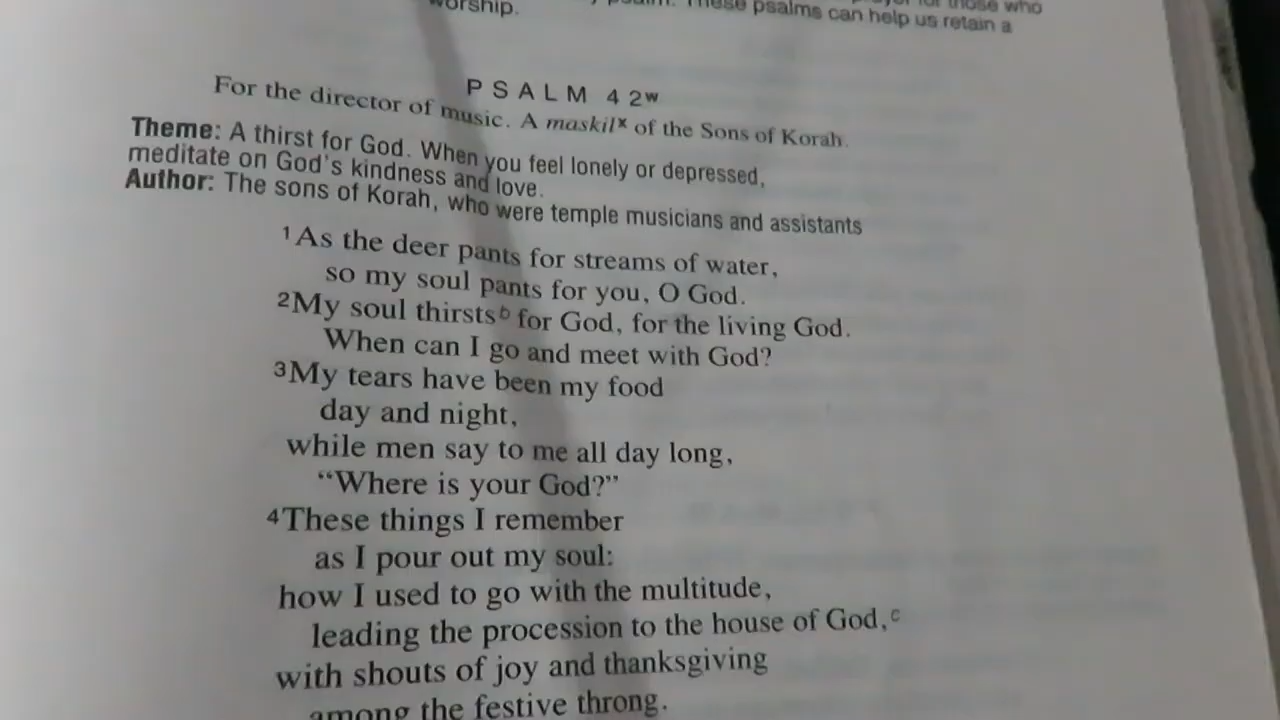 worship. psalm. These psalms can help us retain a
for those who
PSALM 42w
For the director of music. A maskilx of the Sons of Korah.
Theme: A thirst for God. When you feel lonely or depressed,
meditate on God's kindness and love.
Author: The sons of Korah, who were temple musicians and assistants
1As the deer pants for streams of water,
so my soul pants for you, O God.
2My soul thirstsb for God, for the living God.
When can I go and meet with God?
3My tears have been my food
day and night,
while men say to me all day long,
“Where is your God?”
4These things I remember
as I pour out my soul:
how I used to go with the multitude,
leading the procession to the house of God,c
with shouts of joy and thanksgiving
among the festive throng.